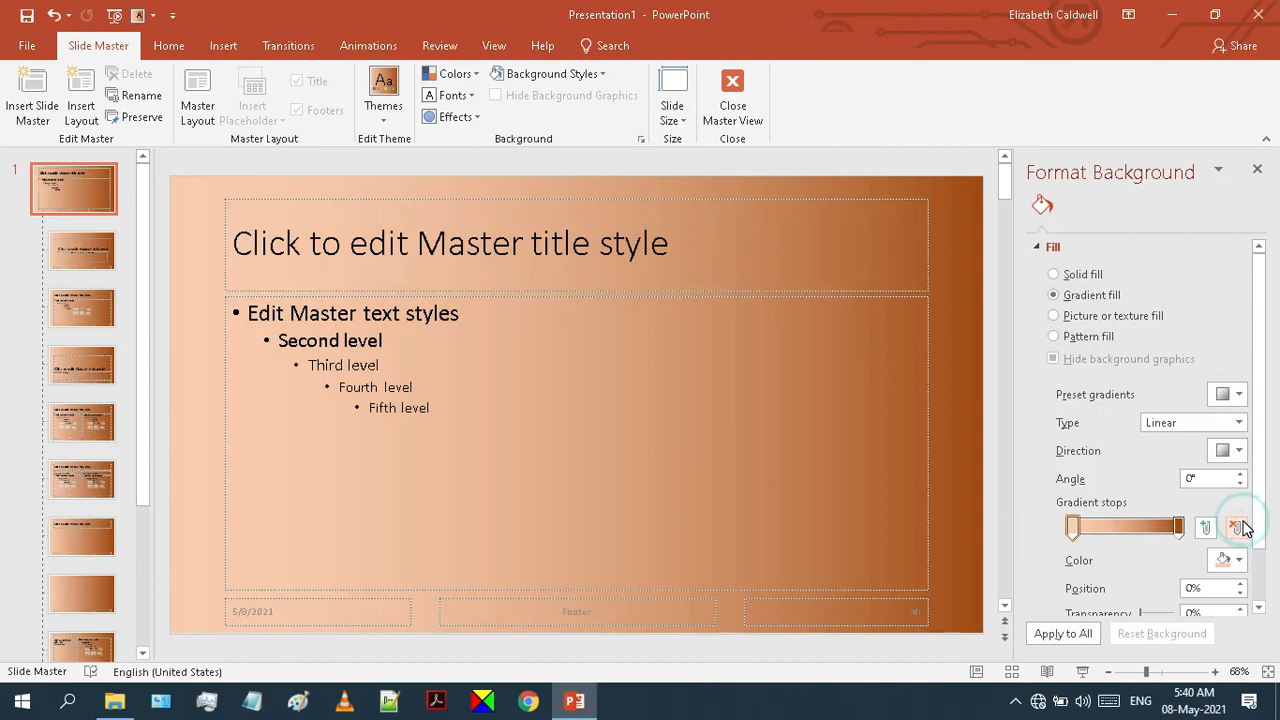 Presentation1 - PowerPoint
Elizabeth Caldwell
File
Slide Master
Home
Insert
Transitions
Animations
Review
View
Help
Search
Share
Insert Slide Master
Insert Layout
Delete
Rename
Preserve
Edit Master
Master Layout
Insert Placeholder
Title
Footers
Master Layout
Aa
Themes
Edit Theme
Colors
Fonts
Effects
Background Styles
Hide Background Graphics
Background
Slide Size
Size
Close Master View
Close
1
Click to edit Master title style
• Edit Master text styles
• Second level
• Third level
• Fourth level
• Fifth level
5/8/2021
Footer
Format Background
Fill
Solid fill
Gradient fill
Picture or texture fill
Pattern fill
Hide background graphics
Preset gradients
Type
Linear
Direction
Angle
0°
Gradient stops
Color
Position
0%
Transparency
0%
Apply to All
Reset Background
Slide Master
English (United States)
68%
ENG
5:40 AM
08-May-2021